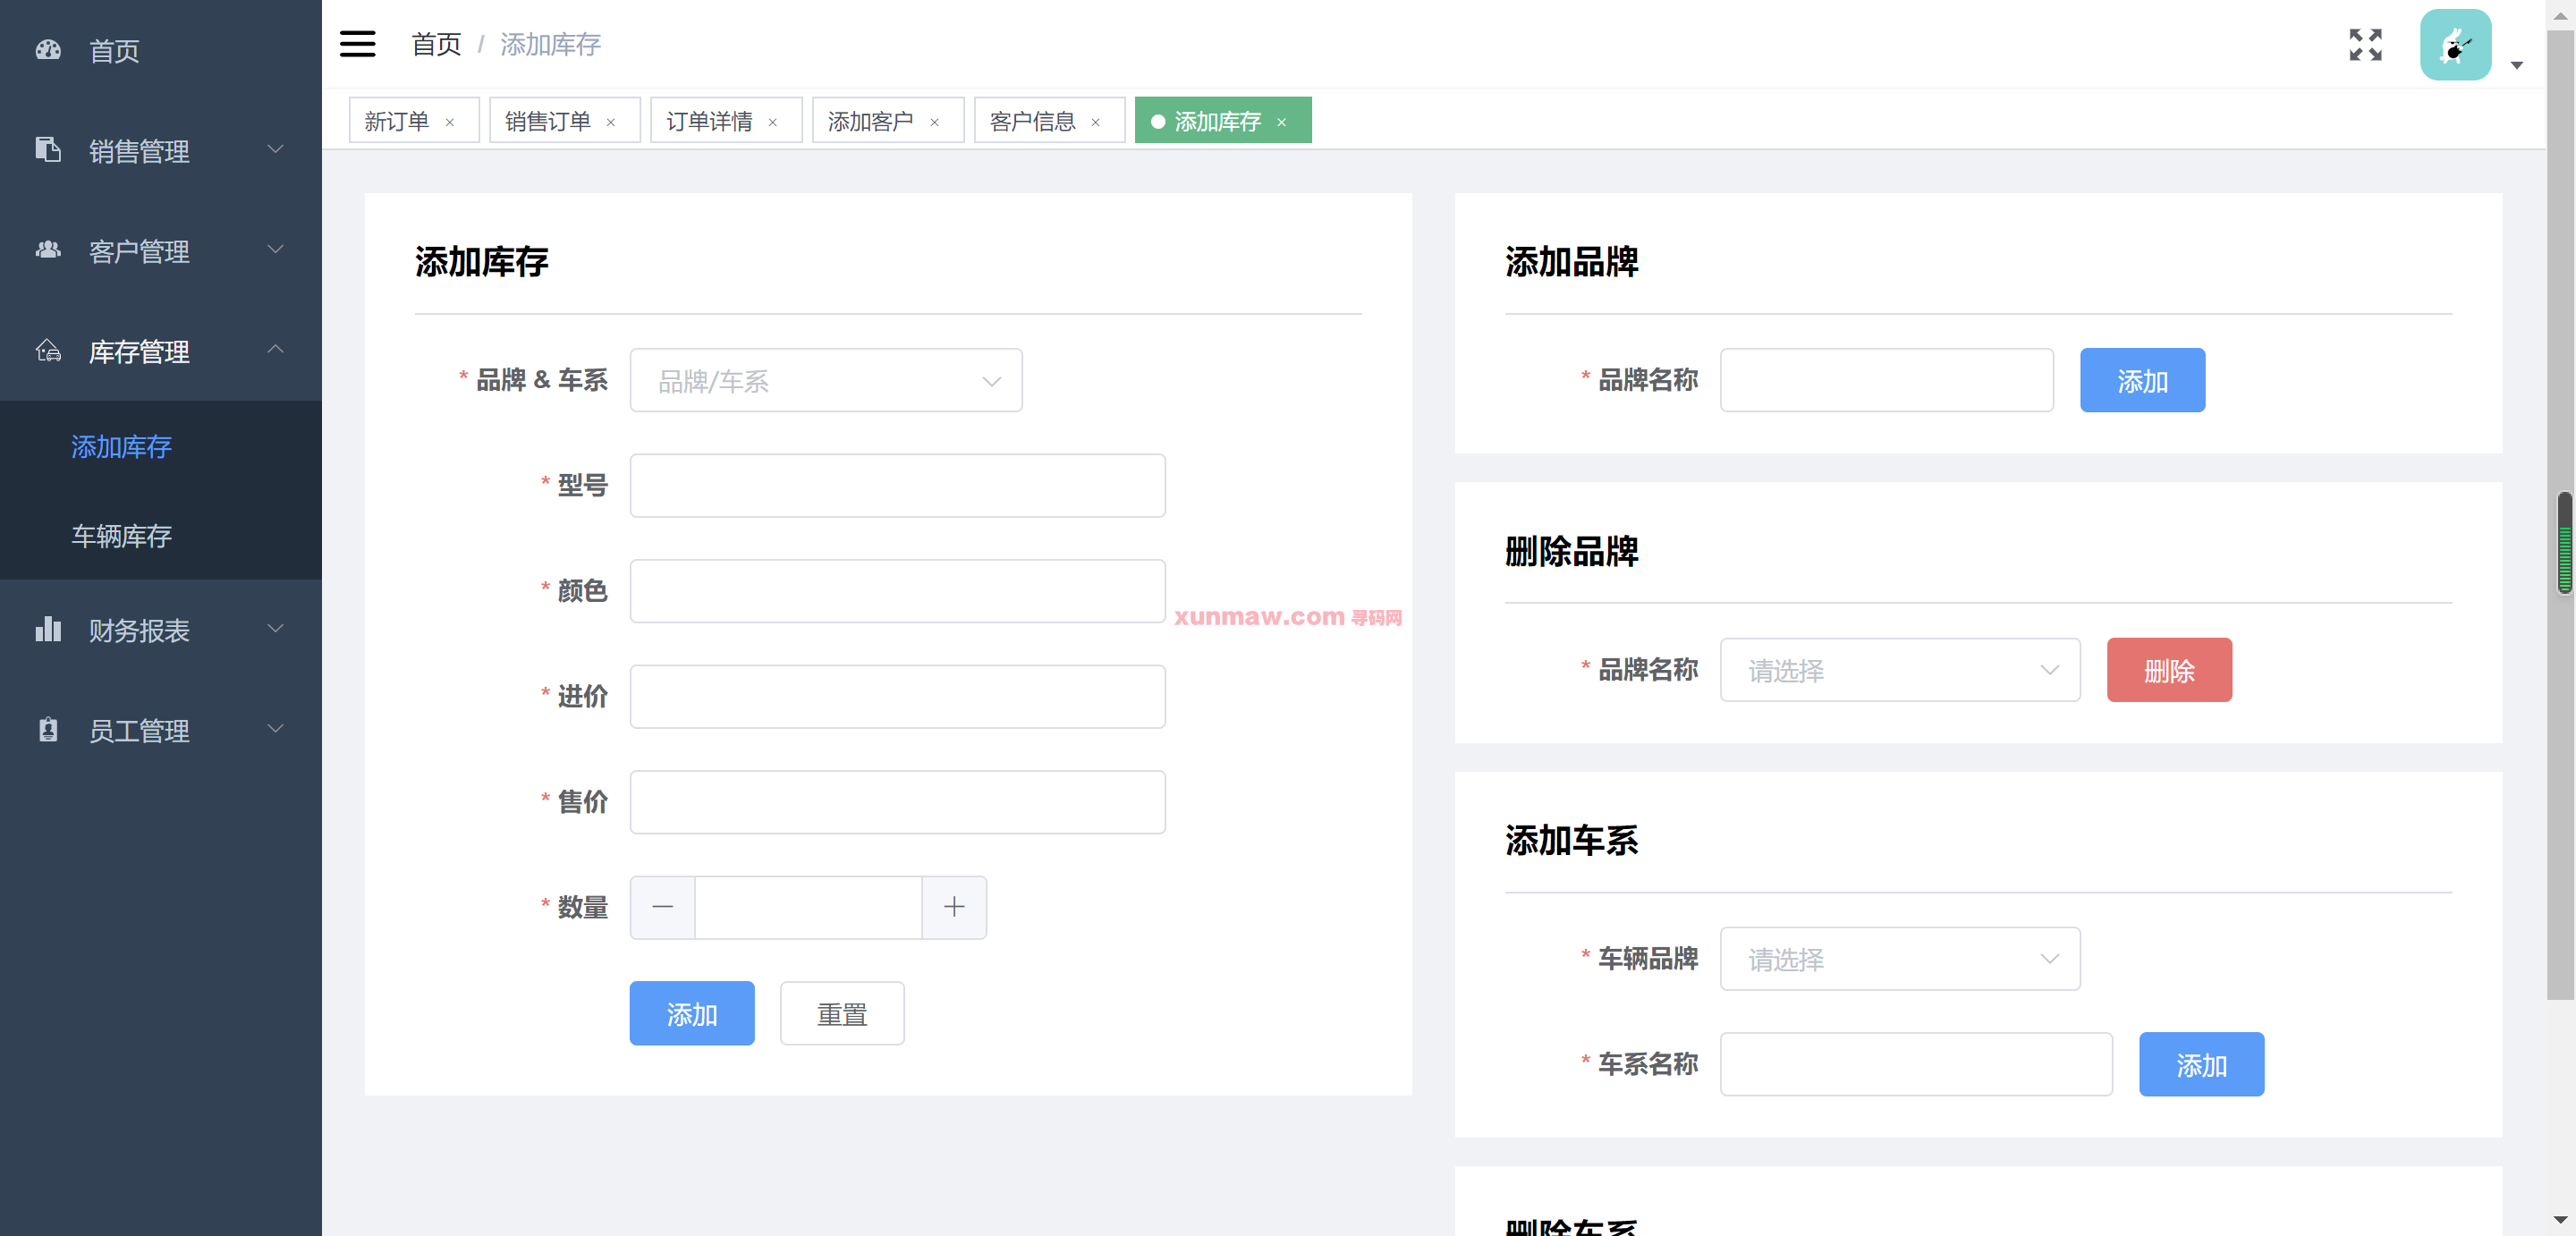 首页
销售管理
客户管理
库存管理
添加库存
车辆库存
财务报表
员工管理
首页 / 添加库存
新订单 ×
销售订单 ×
订单详情 ×
添加客户 ×
客户信息 ×
添加库存 ×
添加库存
* 品牌 & 车系
品牌/车系
* 型号
* 颜色
* 进价
* 售价
* 数量
添加
重置
xunmaw.com 寻码网
添加品牌
* 品牌名称
添加
删除品牌
* 品牌名称
请选择
删除
添加车系
* 车辆品牌
请选择
* 车系名称
添加
删除车系